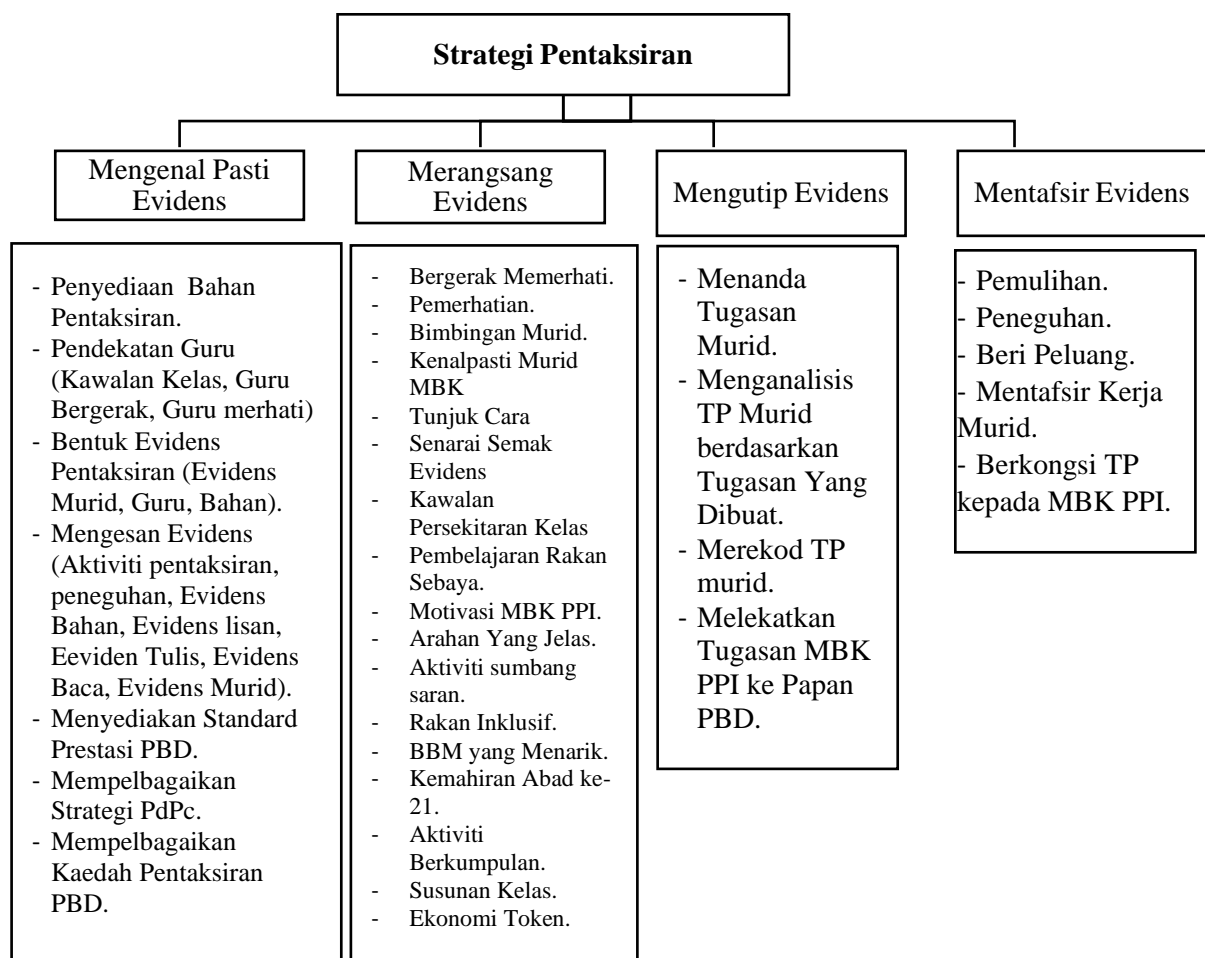 Strategi Pentaksiran
Mengenal Pasti
Evidens
- Penyediaan Bahan
Pentaksiran.
- Pendekatan Guru
(Kawalan Kelas, Guru
Bergerak, Guru merhati)
- Bentuk Evidens
Pentaksiran (Evidens
Murid, Guru, Bahan).
- Mengesan Evidens
(Aktiviti pentaksiran,
peneguhan, Evidens
Bahan, Evidens lisan,
Eeviden Tulis, Evidens
Baca, Evidens Murid).
- Menyediakan Standard
Prestasi PBD.
- Mempelbagaikan
Strategi PdPc.
- Mempelbagaikan
Kaedah Pentaksiran
PBD.
Merangsang
Evidens
- Bergerak Memerhati.
- Pemerhatian.
- Bimbingan Murid.
- Kenalpasti Murid
MBK
- Tunjuk Cara
- Senarai Semak
Evidens
- Kawalan
Persekitaran Kelas
- Pembelajaran Rakan
Sebaya.
- Motivasi MBK PPI.
- Arahan Yang Jelas.
- Aktiviti sumbang
saran.
- Rakan Inklusif.
- BBM yang Menarik.
- Kemahiran Abad ke-
21.
- Aktiviti
Berkumpulan.
- Susunan Kelas.
- Ekonomi Token.
Mengutip Evidens
- Menanda
Tugasan
Murid.
- Menganalisis
TP Murid
berdasarkan
Tugasan Yang
Dibuat.
- Merekod TP
murid.
- Melekatkan
Tugasan MBK
PPI ke Papan
PBD.
Mentafsir Evidens
- Pemulihan.
- Peneguhan.
- Beri Peluang.
- Mentafsir Kerja
Murid.
- Berkongsi TP
kepada MBK PPI.